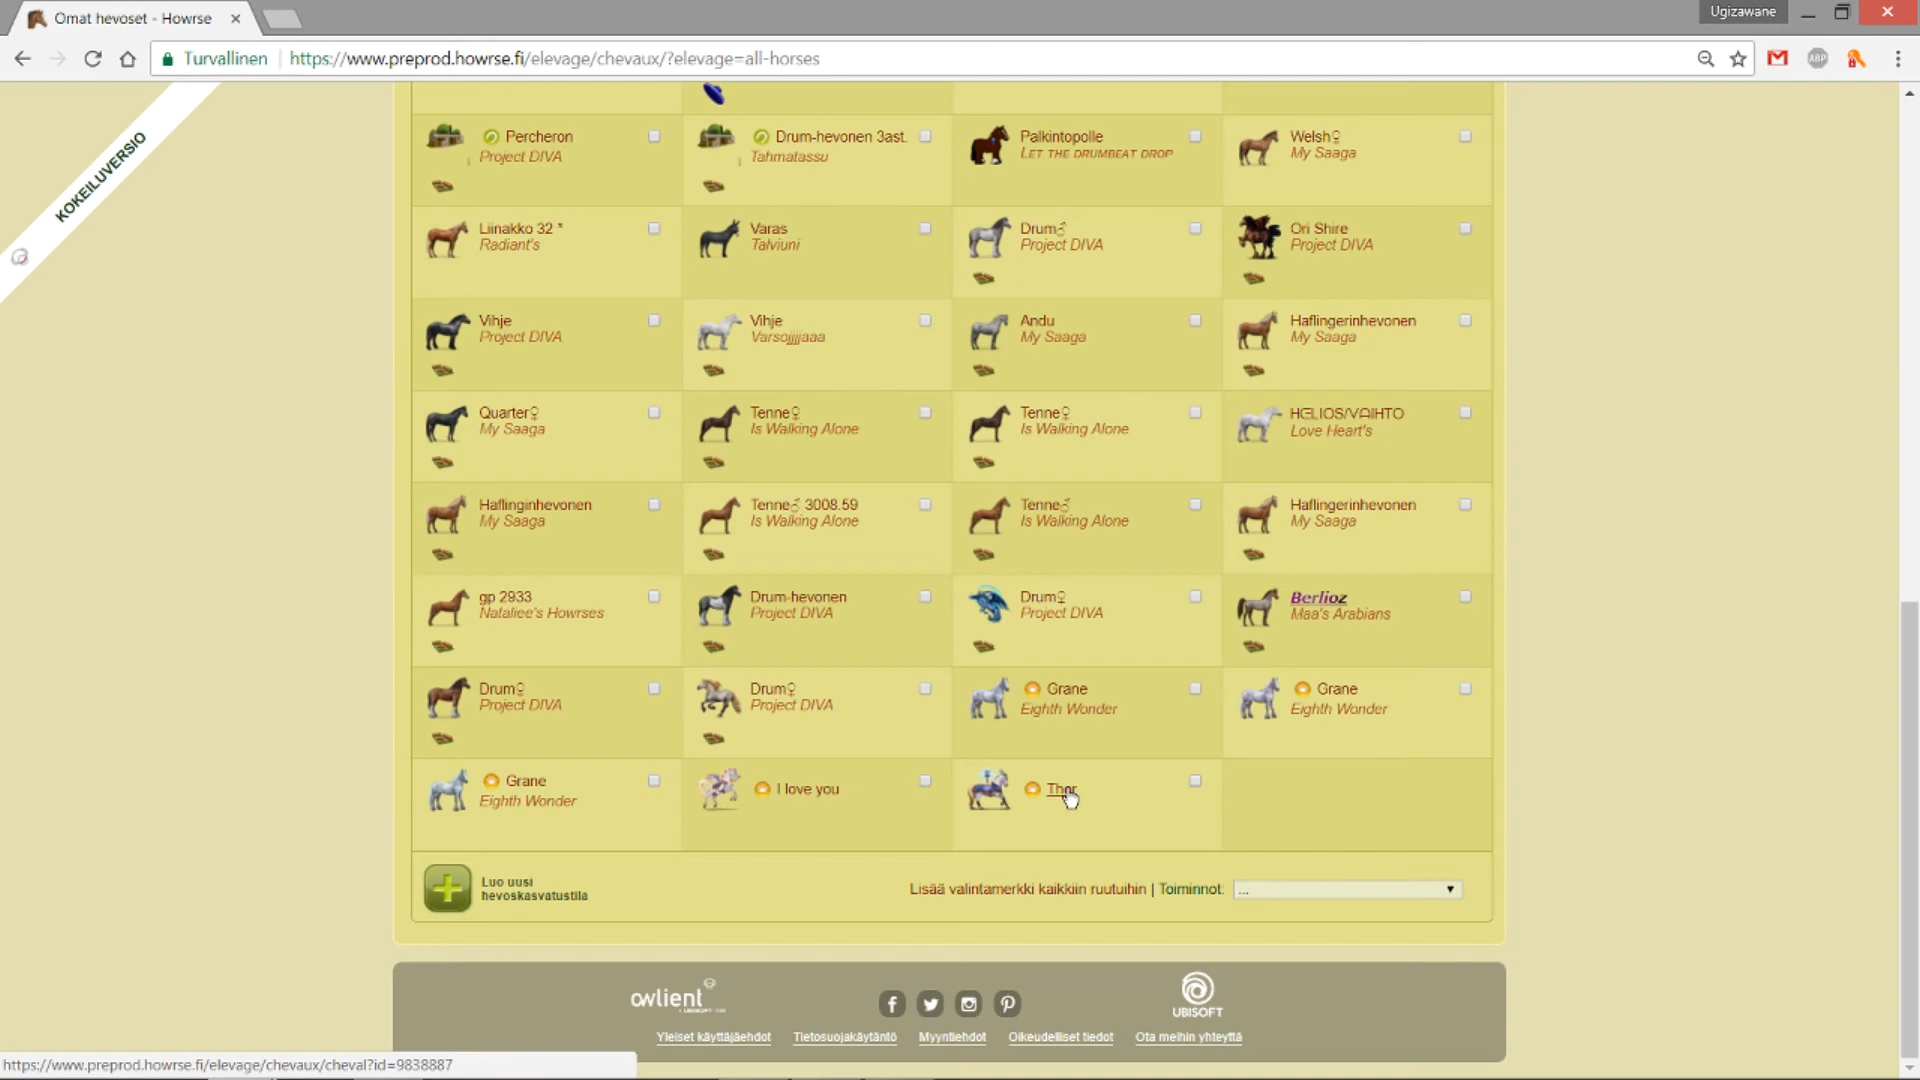 Omat hevoset - Howrse
Ugizawane
Turvallinen
https://www.preprod.howrse.fi/elevage/chevaux/?elevage=all-horses
ABP
KOKEILUVERSIO
Percheron
Project DIVA
Drum-hevonen 3ast.
Tahmatassu
Palkintopolle
LET THE DRUMBEAT DROP
Welsh♀
My Saaga
Liinakko 32 *
Radiant's
Varas
Talviuni
Drum♂
Project DIVA
Ori Shire
Project DIVA
Vihje
Project DIVA
Vihje
Varsojjjjaaa
Andu
My Saaga
Haflingerinhevonen
My Saaga
Quarter♀
My Saaga
Tenne♀
Is Walking Alone
Tenne♀
Is Walking Alone
HELIOS/VAIHTO
Love Heart's
Haflinginhevonen
My Saaga
Tenne♂ 3008.59
Is Walking Alone
Tenne♂
Is Walking Alone
Haflingerinhevonen
My Saaga
gp 2933
Nataliee's Howrses
Drum-hevonen
Project DIVA
Drum♀
Project DIVA
Berlioz
Maa's Arabians
Drum♀
Project DIVA
Drum♀
Project DIVA
Grane
Eighth Wonder
Grane
Eighth Wonder
Grane
Eighth Wonder
I love you
Thor
Luo uusi
hevoskasvatustila
Lisää valintamerkki kaikkiin ruutuihin | Toiminnot: ...
owlient
UBISOFT
Yleiset käyttäjäehdot Tietosuojakäytäntö Myyntiehdot Oikeudelliset tiedot Ota meihin yhteyttä
https://www.preprod.howrse.fi/elevage/chevaux/cheval?id=9838887